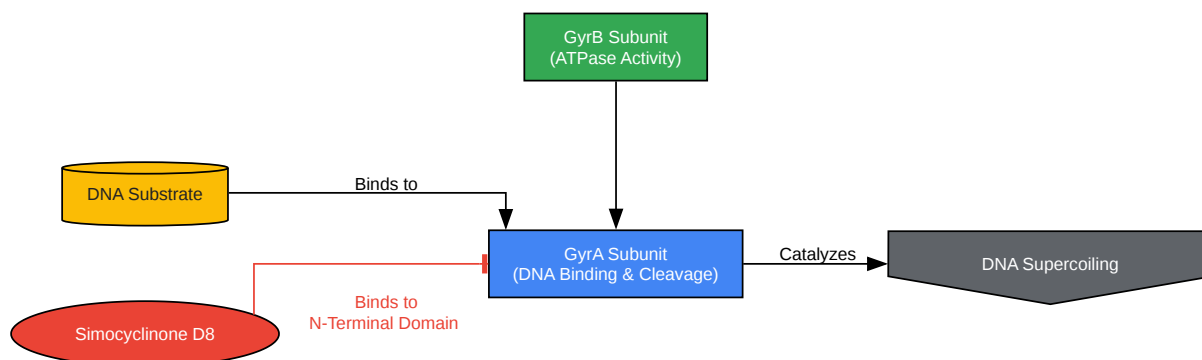 GyrB Subunit
(ATPase Activity)
DNA Substrate
Binds to
GyrA Subunit
(DNA Binding & Cleavage)
Catalyzes
DNA Supercoiling
Binds to
N-Terminal Domain
Simocyclinone D8